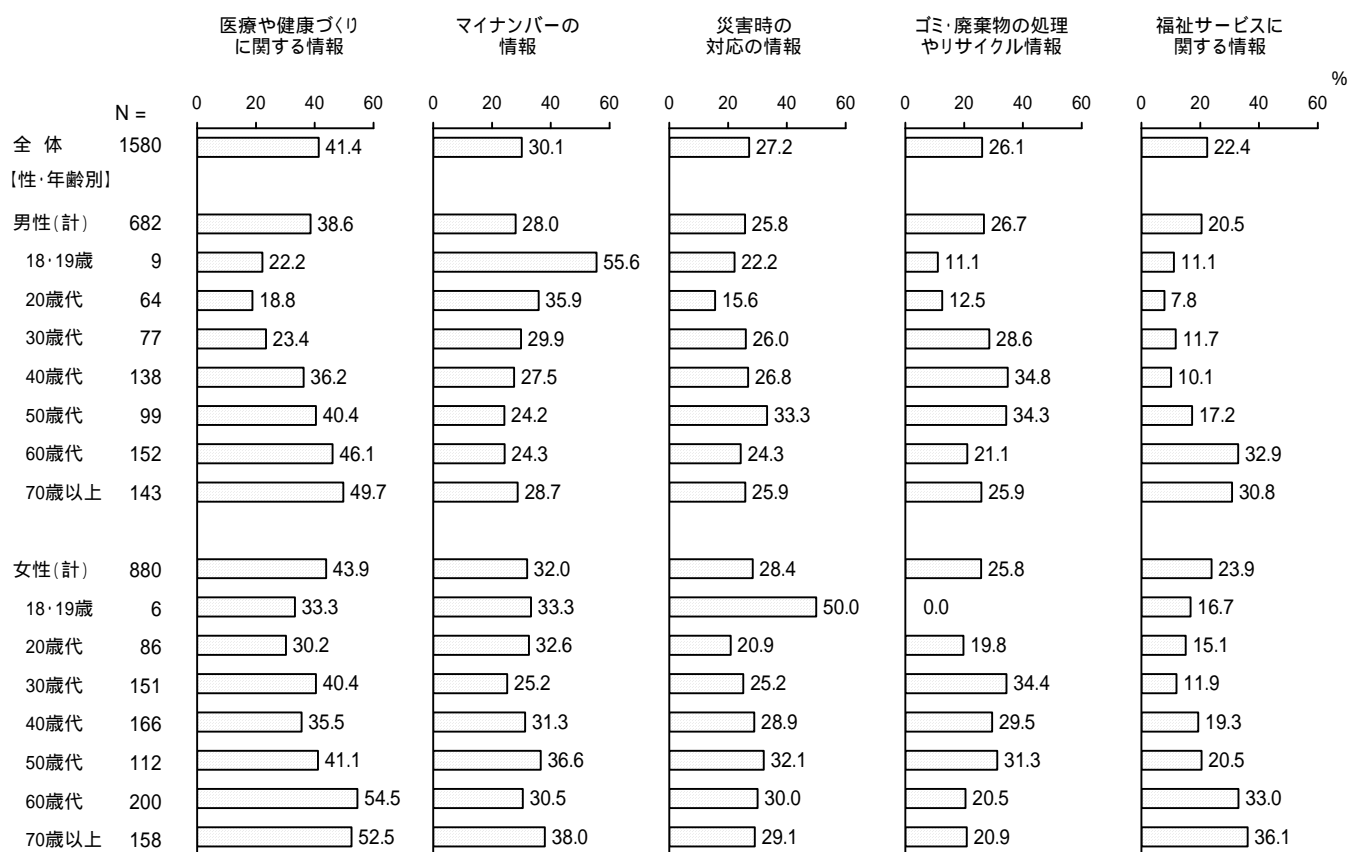 医療や健康づくり
に関する情報
マイナンバーの
情報
災害時の
対応の情報
ゴミ・廃棄物の処理
やリサイクル情報
福祉サービスに
関する情報
%
N = 0 20 40 60 0 20 40 60 0 20 40 60 0 20 40 60 0 20 40 60
全 体 1580 41.4 30.1 27.2 26.1 22.4
【性・年齢別】
男性(計) 682 38.6 28.0 25.8 26.7 20.5
18・19歳 9 22.2 55.6 22.2 11.1 11.1
20歳代 64 18.8 35.9 15.6 12.5 7.8
30歳代 77 23.4 29.9 26.0 28.6 11.7
40歳代 138 36.2 27.5 26.8 34.8 10.1
50歳代 99 40.4 24.2 33.3 34.3 17.2
60歳代 152 46.1 24.3 24.3 21.1 32.9
70歳以上 143 49.7 28.7 25.9 25.9 30.8
女性(計) 880 43.9 32.0 28.4 25.8 23.9
18・19歳 6 33.3 33.3 50.0 0.0 16.7
20歳代 86 30.2 32.6 20.9 19.8 15.1
30歳代 151 40.4 25.2 25.2 34.4 11.9
40歳代 166 35.5 31.3 28.9 29.5 19.3
50歳代 112 41.1 36.6 32.1 31.3 20.5
60歳代 200 54.5 30.5 30.0 20.5 33.0
70歳以上 158 52.5 38.0 29.1 20.9 36.1